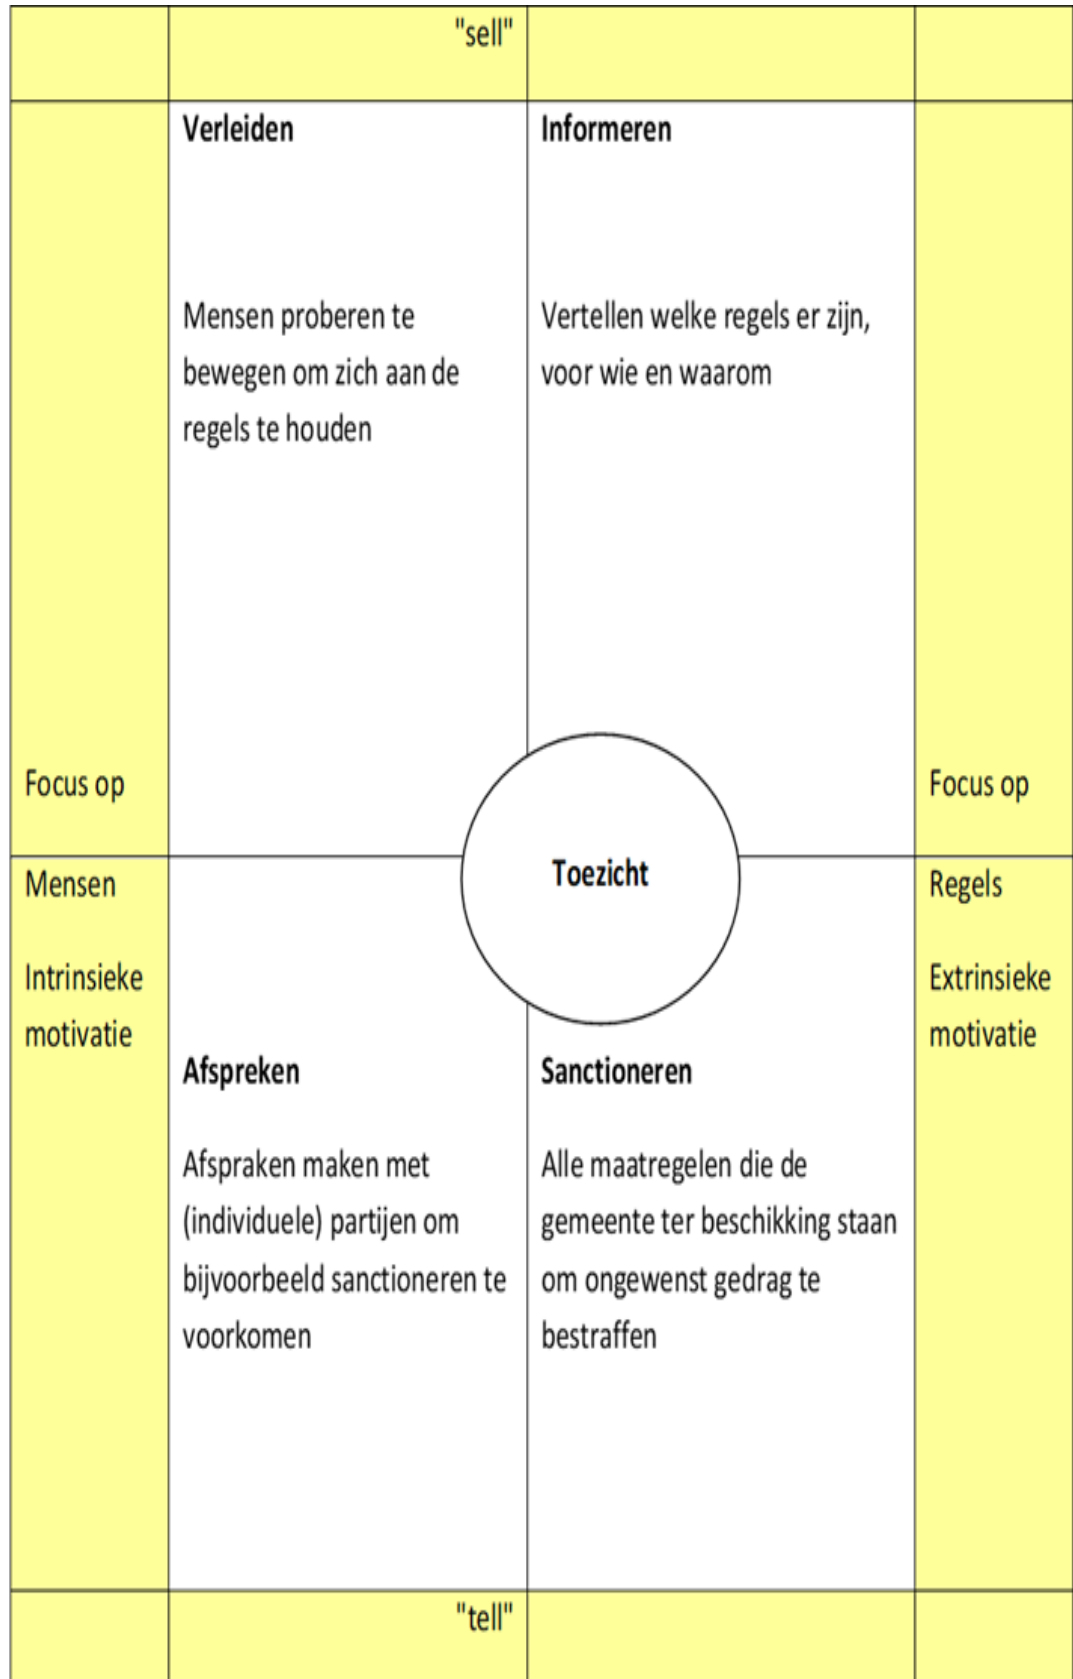 "sell"
Verleiden
Informeren
Mensen proberen te
bewegen om zich aan de
regels te houden
Vertellen welke regels er zijn,
voor wie en waarom
Focus op
Focus op
Toezicht
Mensen
Intrinsieke
motivatie
Regels
Extrinsieke
motivatie
Afspreken
Afspraken maken met
(individuele) partijen om
bijvoorbeeld sanctioneren te
voorkomen
Sanctioneren
Alle maatregelen die de
gemeente ter beschikking staan
om ongewenst gedrag te
bestraffen
"tell"